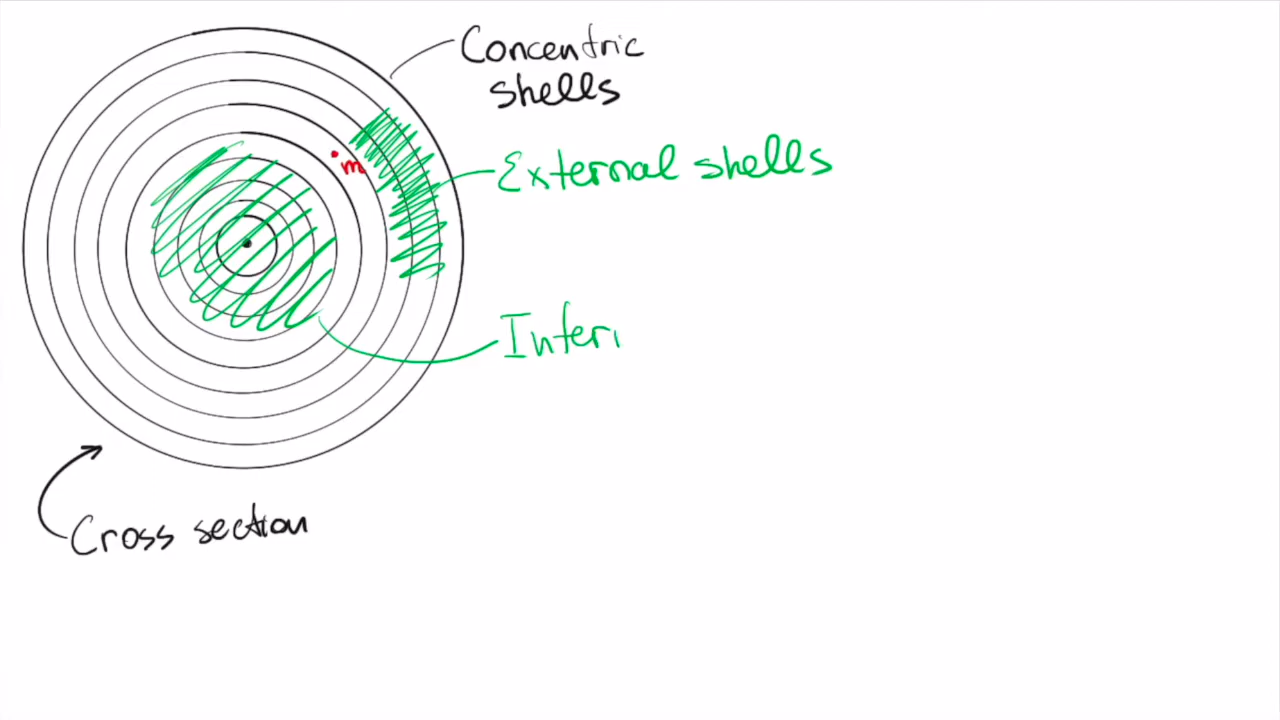 Concentric
shells
m
External shells
Interi
Cross section